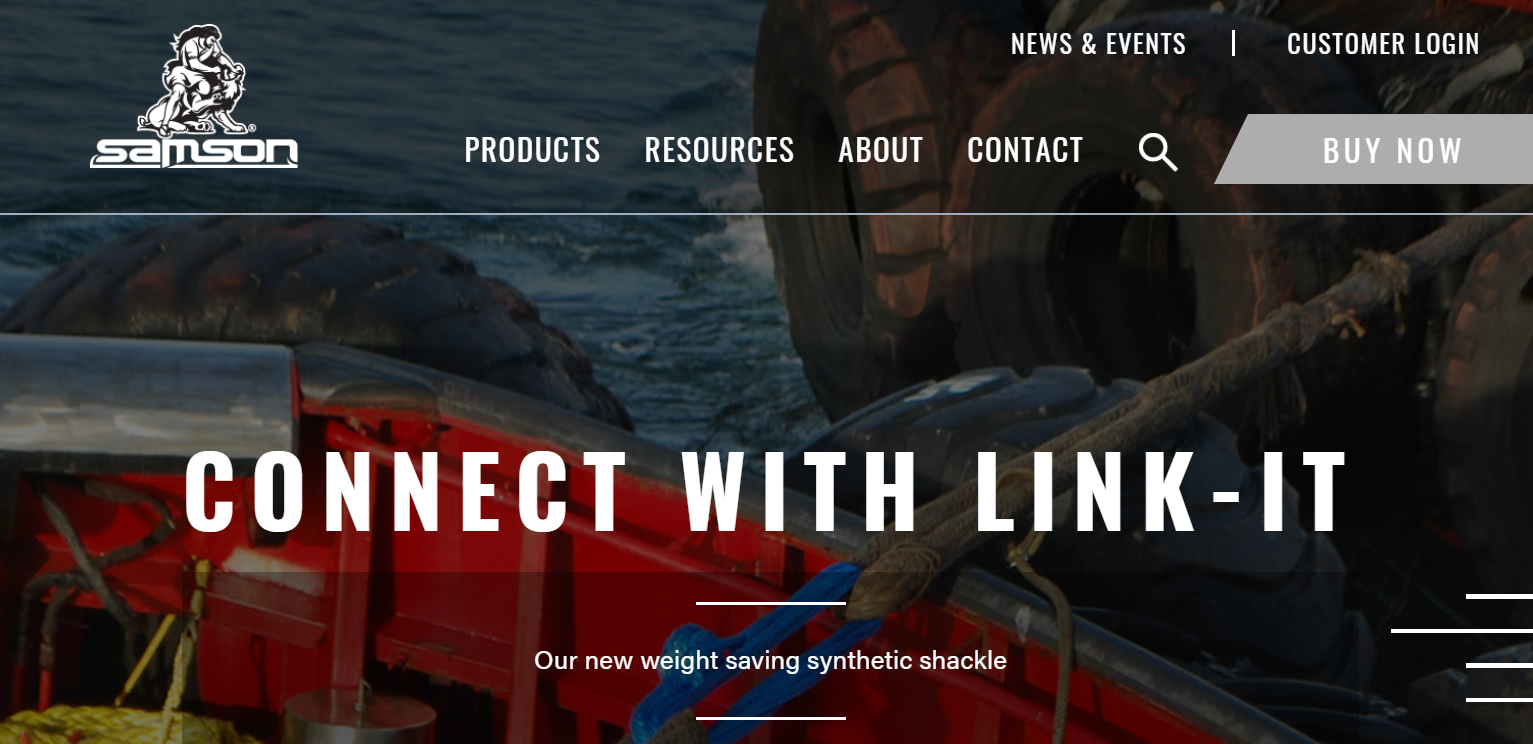 NEWS & EVENTS | CUSTOMER LOGIN
samson
®
PRODUCTS RESOURCES ABOUT CONTACT BUY NOW
CONNECT WITH LINK-IT
Our new weight saving synthetic shackle